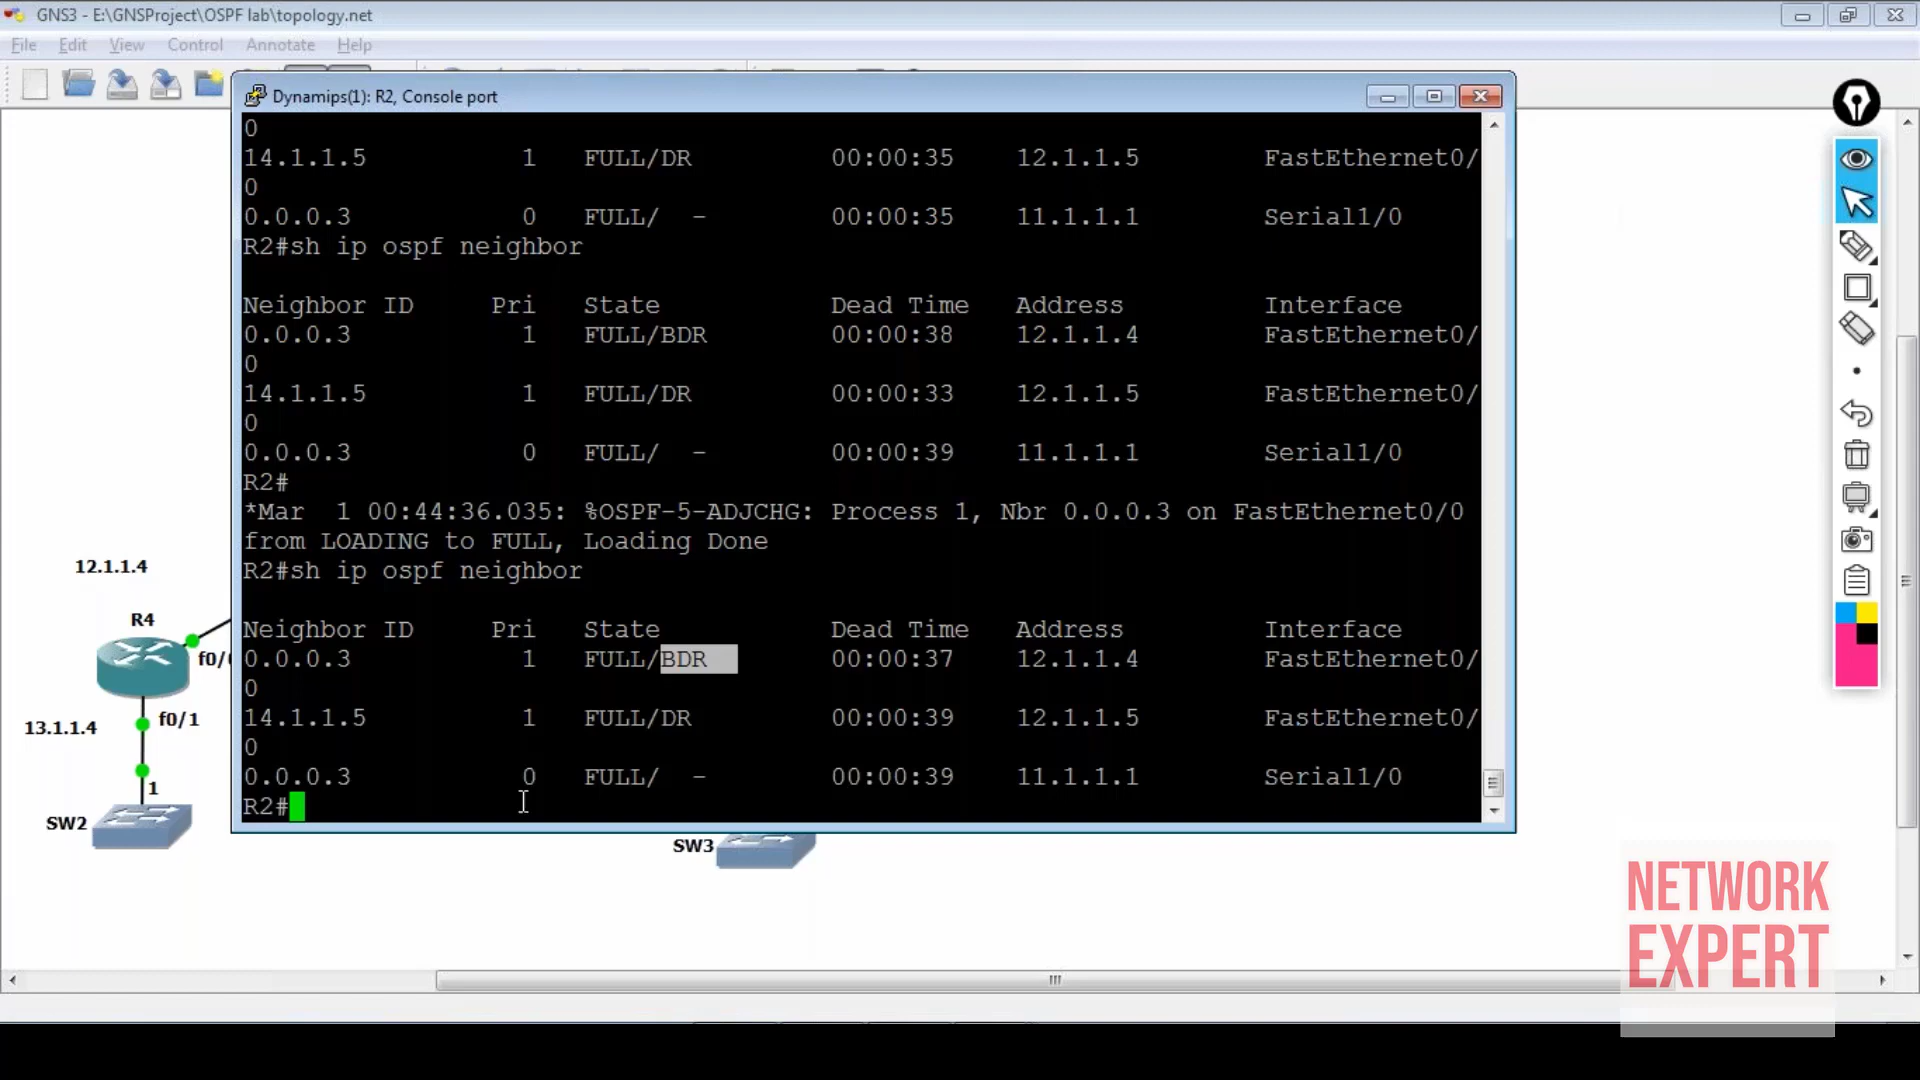 GNS3 - E:\GNSProject\OSPF lab\topology.net
File Edit View Control Annotate Help
Dynamips(1): R2, Console port
0
14.1.1.5 1 FULL/DR 00:00:35 12.1.1.5 FastEthernet0/
0
0.0.0.3 0 FULL/ - 00:00:35 11.1.1.1 Serial1/0
R2#sh ip ospf neighbor
Neighbor ID Pri State Dead Time Address Interface
0.0.0.3 1 FULL/BDR 00:00:38 12.1.1.4 FastEthernet0/
0
14.1.1.5 1 FULL/DR 00:00:33 12.1.1.5 FastEthernet0/
0
0.0.0.3 0 FULL/ - 00:00:39 11.1.1.1 Serial1/0
R2#
*Mar 1 00:44:36.035: %OSPF-5-ADJCHG: Process 1, Nbr 0.0.0.3 on FastEthernet0/0
from LOADING to FULL, Loading Done
R2#sh ip ospf neighbor
Neighbor ID Pri State Dead Time Address Interface
0.0.0.3 1 FULL/BDR 00:00:37 12.1.1.4 FastEthernet0/
0
14.1.1.5 1 FULL/DR 00:00:39 12.1.1.5 FastEthernet0/
0
0.0.0.3 0 FULL/ - 00:00:39 11.1.1.1 Serial1/0
R2#
12.1.1.4
R4
f0/
13.1.1.4
f0/1
1
SW2
SW3
NETWORK
EXPERT